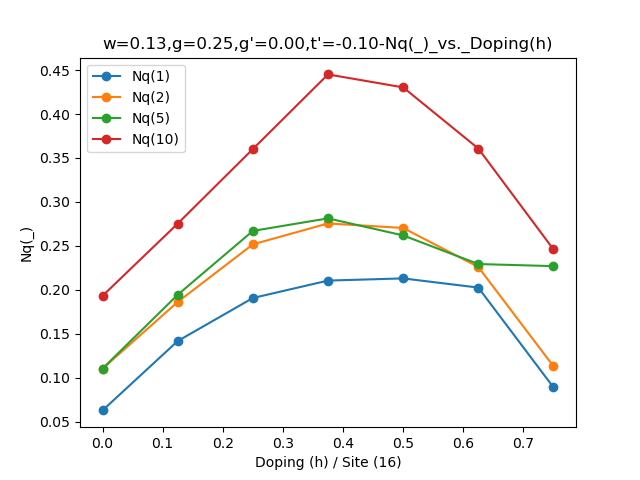 w=0.13,g=0.25,g'=0.00,t'=-0.10-Nq(_)_vs._Doping(h)
Nq(1)
Nq(2)
Nq(5)
Nq(10)
Nq(_)
0.45
0.40
0.35
0.30
0.25
0.20
0.15
0.10
0.05
0.0 0.1 0.2 0.3 0.4 0.5 0.6 0.7
Doping (h) / Site (16)